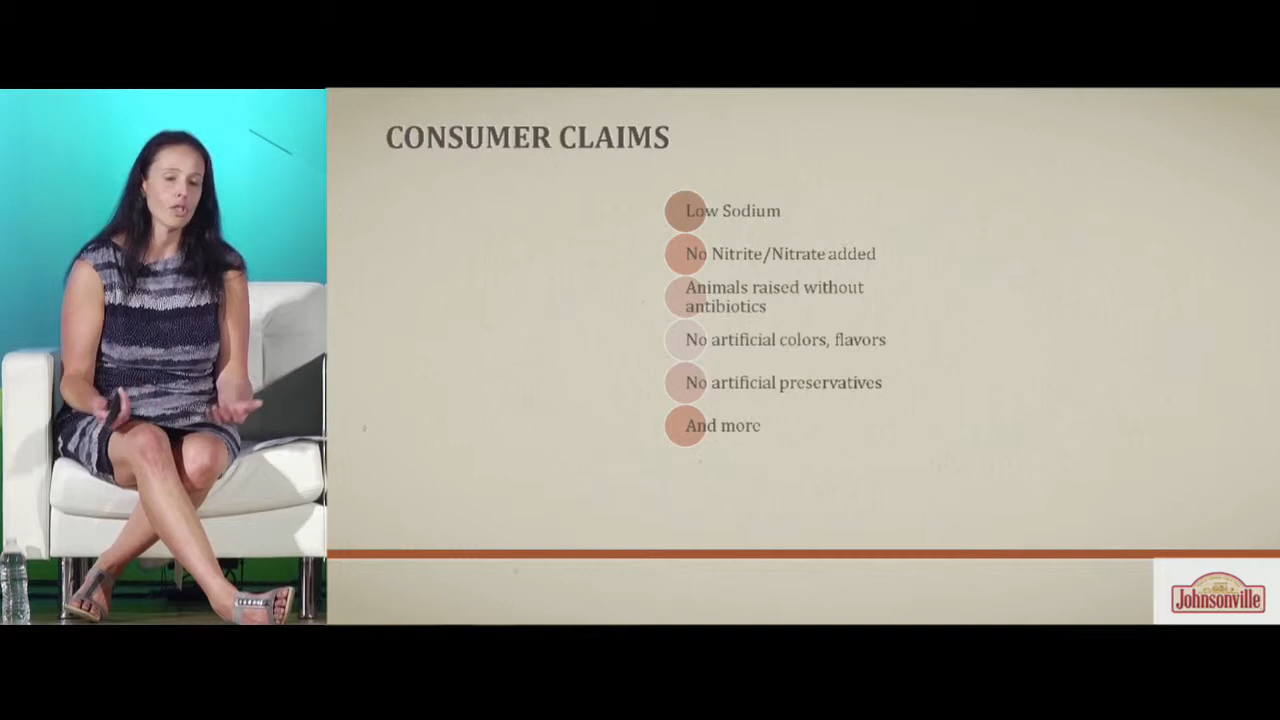 CONSUMER CLAIMS
Low Sodium
No Nitrite/Nitrate added
Animals raised without
antibiotics
No artificial colors, flavors
No artificial preservatives
And more
Johnsonville